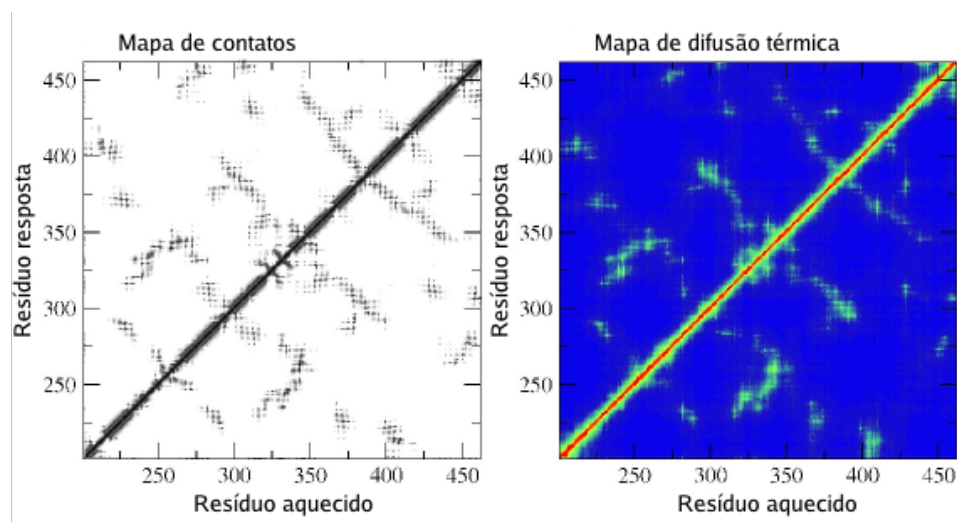 Mapa de contatos
Mapa de difusão térmica
450
400
350
300
250
Resíduo resposta
250 300 350 400 450
Resíduo aquecido
450
400
350
300
250
Resíduo resposta
250 300 350 400 450
Resíduo aquecido